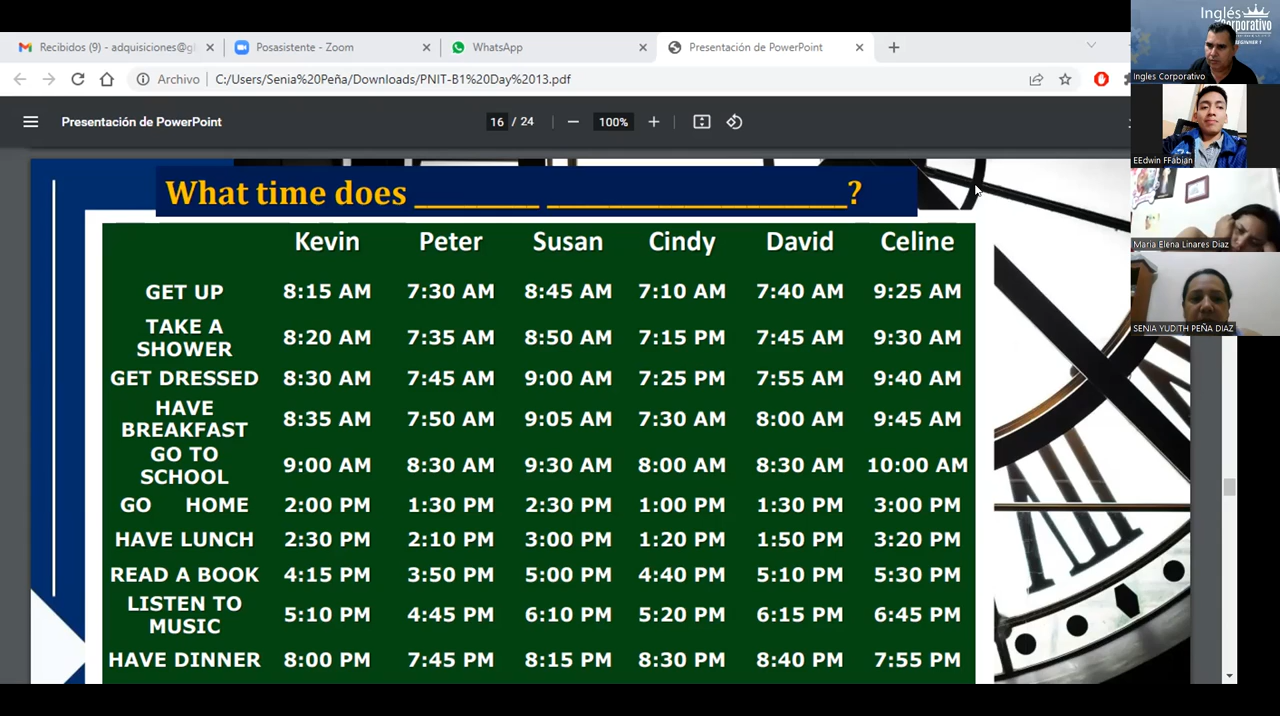 Recibidos (9) - adquisiciones@gl
Posasistente - Zoom
WhatsApp
Presentación de PowerPoint
Archivo
C:/Users/Senia%20Peña/Downloads/PNIT-B1%20Day%2013.pdf
Presentación de PowerPoint
16 / 24
100%
What time does __________ ________________________?
Kevin Peter Susan Cindy David Celine
GET UP 8:15 AM 7:30 AM 8:45 AM 7:10 AM 7:40 AM 9:25 AM
TAKE A
SHOWER 8:20 AM 7:35 AM 8:50 AM 7:15 PM 7:45 AM 9:30 AM
GET DRESSED 8:30 AM 7:45 AM 9:00 AM 7:25 PM 7:55 AM 9:40 AM
HAVE
BREAKFAST 8:35 AM 7:50 AM 9:05 AM 7:30 AM 8:00 AM 9:45 AM
GO TO
SCHOOL 9:00 AM 8:30 AM 9:30 AM 8:00 AM 8:30 AM 10:00 AM
GO HOME 2:00 PM 1:30 PM 2:30 PM 1:00 PM 1:30 PM 3:00 PM
HAVE LUNCH 2:30 PM 2:10 PM 3:00 PM 1:20 PM 1:50 PM 3:20 PM
READ A BOOK 4:15 PM 3:50 PM 5:00 PM 4:40 PM 5:10 PM 5:30 PM
LISTEN TO
MUSIC 5:10 PM 4:45 PM 6:10 PM 5:20 PM 6:15 PM 6:45 PM
HAVE DINNER 8:00 PM 7:45 PM 8:15 PM 8:30 PM 8:40 PM 7:55 PM
Inglés
Corporativo
BEGINNER 1
Ingles Corporativo
EEdwin FFabian
Maria Elena Linares Diaz
SENIA YUDITH PEÑA DIAZ